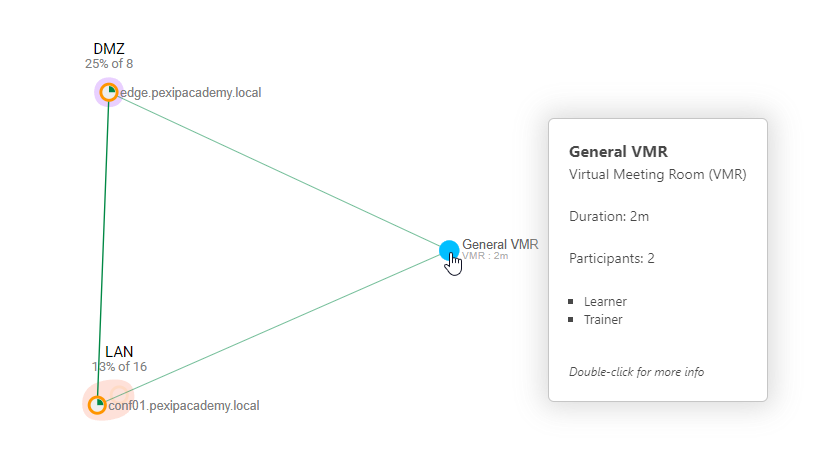 DMZ
25% of 8
edge.pexipacademy.local
General VMR
VMR : 2m
LAN
13% of 16
conf01.pexipacademy.local
General VMR
Virtual Meeting Room (VMR)
Duration: 2m
Participants: 2
Learner
Trainer
Double-click for more info